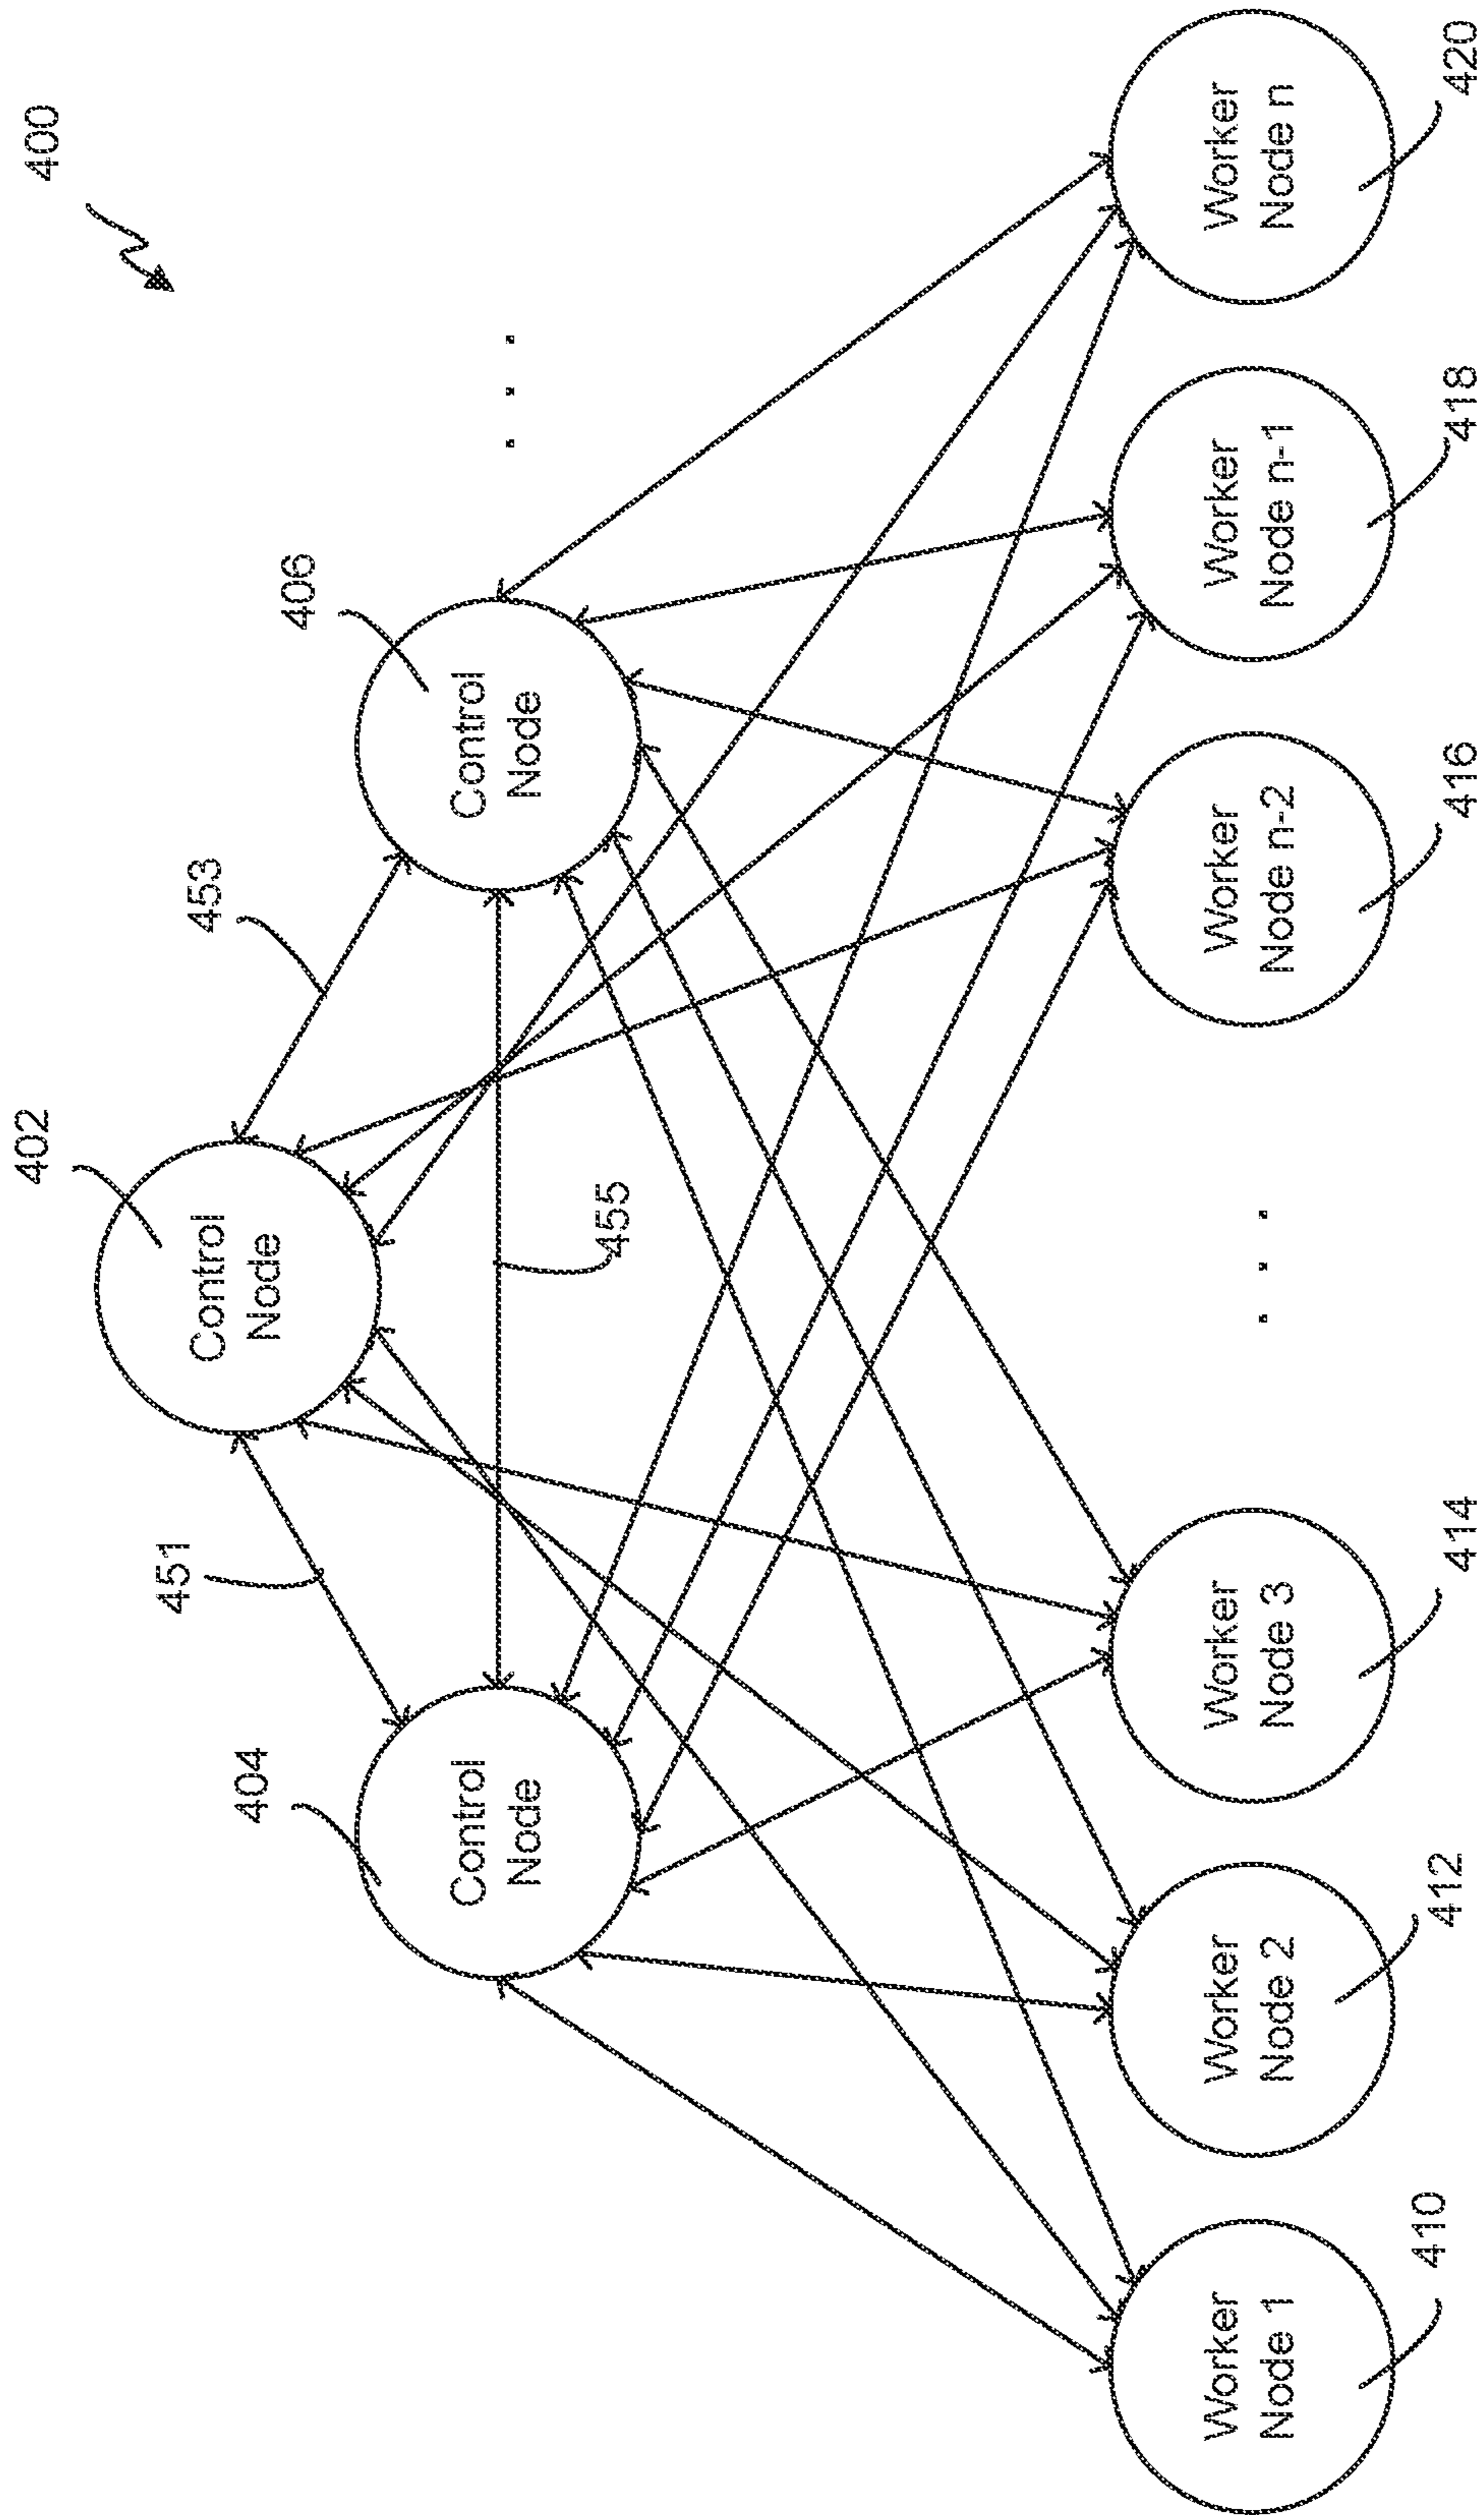 400
402
Control
Node
451
453
404
Control
Node
406
Control
Node
455
. . .
Worker
Node 1
Worker
Node 2
Worker
Node 3
. . .
Worker
Node n-2
Worker
Node n-1
Worker
Node n
410
412
414
416
418
420